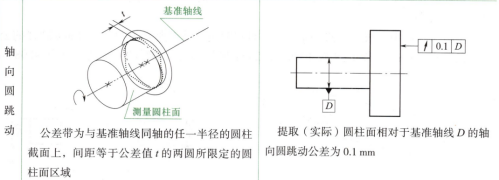 轴
向
圆
跳
动
基准轴线
t
测量圆柱面
公差带为与基准轴线同轴的任一半径的圆柱
截面上，间距等于公差值 t 的两圆所限定的圆
柱面区域
0.1 D
D
提取（实际）圆柱面相对于基准轴线 D 的轴
向圆跳动公差为 0.1 mm